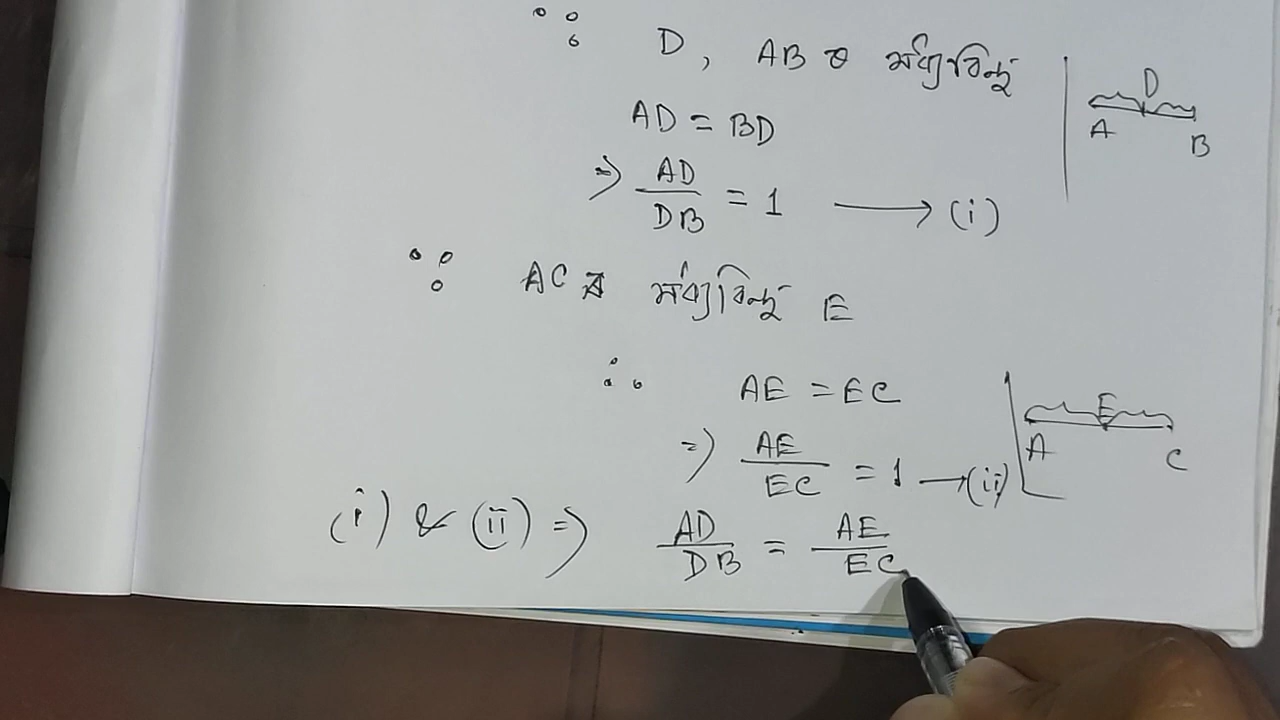 ∵ D, AB ৰ মধ্যবিন্দু
D
A B
AD = BD
⇒ AD/DB = 1 ⟶ (i)
∵ AC ৰ মধ্যবিন্দু E
∴ AE = EC
E
A C
⇒ AE/EC = 1 ⟶ (ii)
(i) & (ii) ⇒ AD/DB = AE/EC